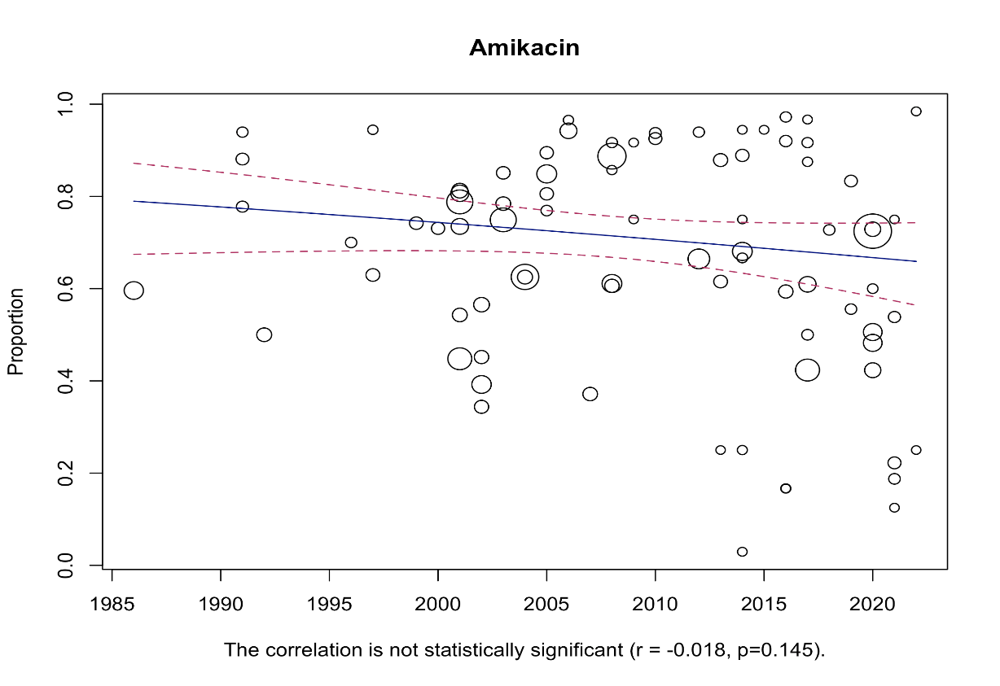 Amikacin
Proportion
1.0
0.8
0.6
0.4
0.2
0.0
1985 1990 1995 2000 2005 2010 2015 2020
The correlation is not statistically significant (r = -0.018, p=0.145).